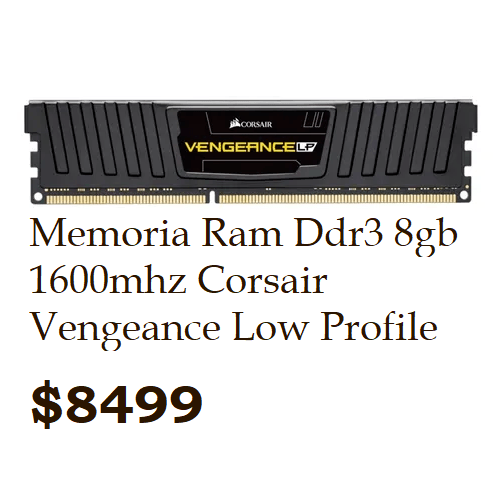 CORSAIR
VENGEANCE LP
Memoria Ram Ddr3 8gb
1600mhz Corsair
Vengeance Low Profile
$8499